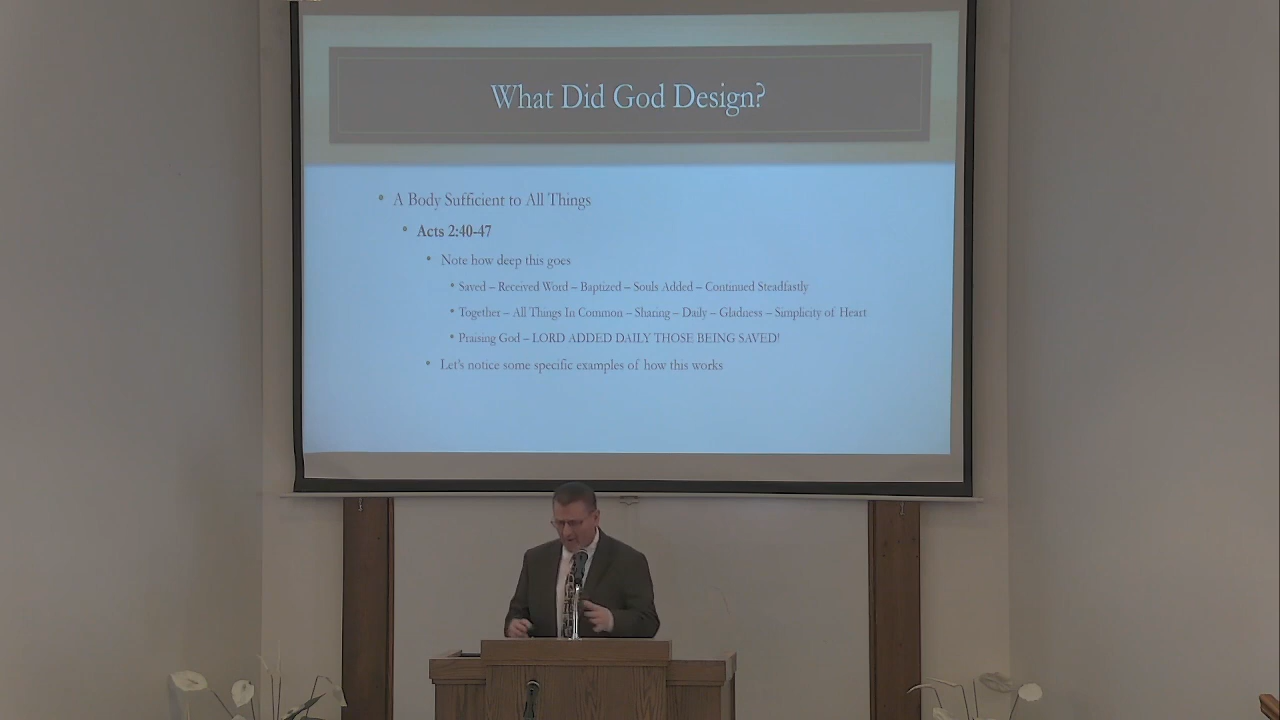 What Did God Design?
• A Body Sufficient to All Things
• Acts 2:40-47
• Note how deep this goes
• Saved – Received Word – Baptized – Souls Added – Continued Steadfastly
• Together – All Things In Common – Sharing – Daily – Gladness – Simplicity of Heart
• Praising God – LORD ADDED DAILY THOSE BEING SAVED!
• Let's notice some specific examples of how this works